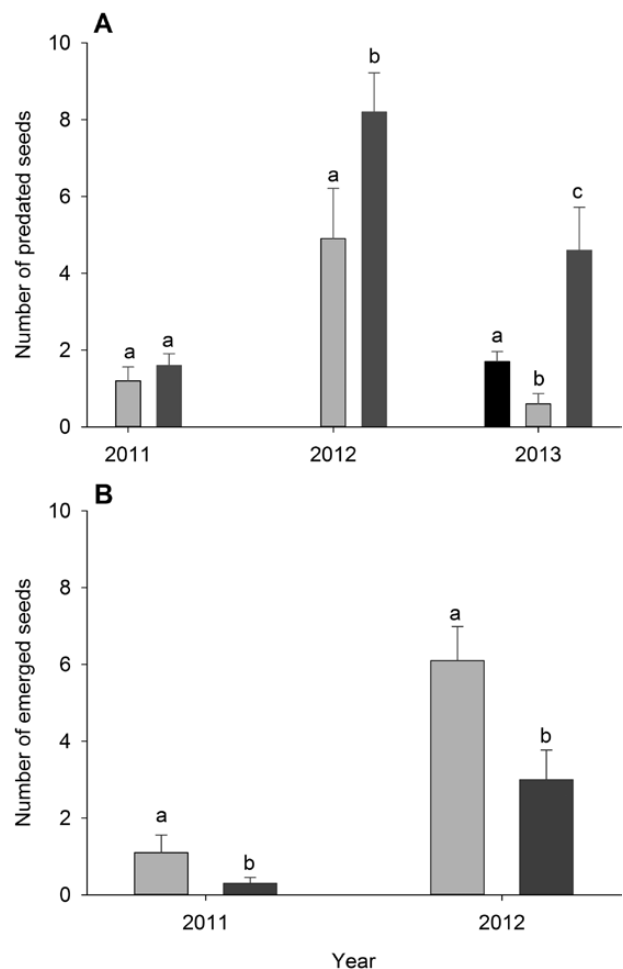 A
Number of predated seeds
10
8
6
4
2
0
a
a
a
b
a
b
c
2011
2012
2013
B
Number of emerged seeds
10
8
6
4
2
0
a
b
a
b
2011
2012
Year